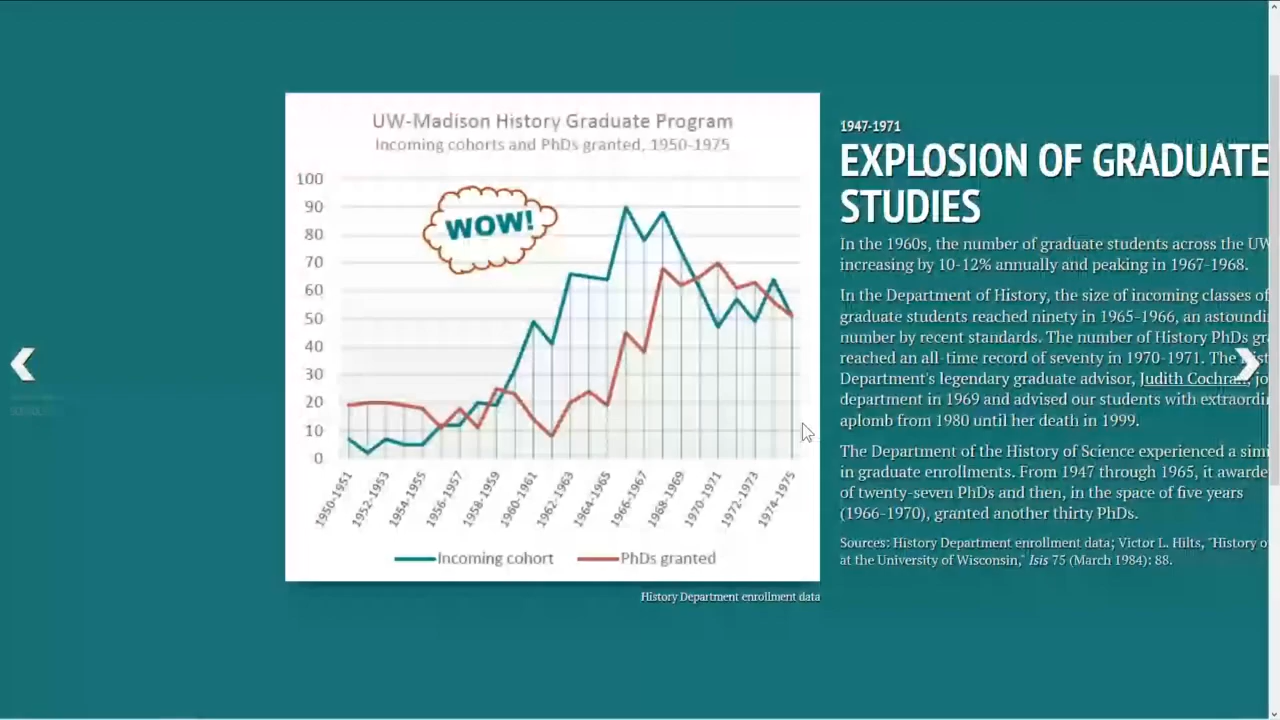 UW-Madison History Graduate Program
Incoming cohorts and PhDs granted, 1950-1975
100
90
80
70
60
50
40
30
20
10
0
WOW!
1950-1951
1952-1953
1954-1955
1956-1957
1958-1959
1960-1961
1962-1963
1964-1965
1966-1967
1968-1969
1970-1971
1972-1973
1974-1975
Incoming cohort
PhDs granted
History Department enrollment data
1947-1971
EXPLOSION OF GRADUATE
STUDIES
In the 1960s, the number of graduate students across the UW
increasing by 10-12% annually and peaking in 1967-1968.
In the Department of History, the size of incoming classes of
graduate students reached ninety in 1965-1966, an astoundi
number by recent standards. The number of History PhDs gr
reached an all-time record of seventy in 1970-1971. The
Department's legendary graduate advisor, Judith Cochran, jo
department in 1969 and advised our students with extraordi
aplomb from 1980 until her death in 1999.
The Department of the History of Science experienced a simi
in graduate enrollments. From 1947 through 1965, it awarde
of twenty-seven PhDs and then, in the space of five years
(1966-1970), granted another thirty PhDs.
Sources: History Department enrollment data; Victor L. Hilts, "History o
at the University of Wisconsin," Isis 75 (March 1984): 88.